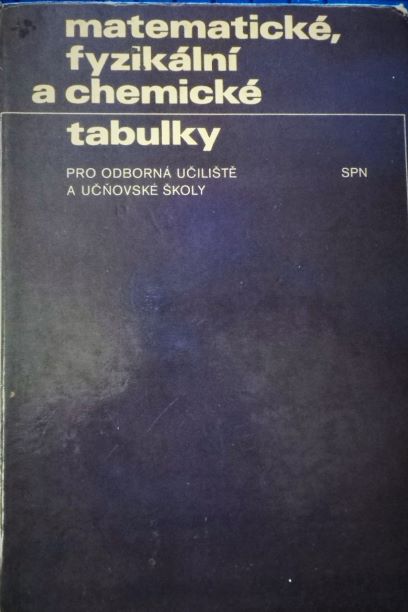 matematické,
fyzikální
a chemické
tabulky
PRO ODBORNÁ UČILIŠTĚ SPN
A UČŇOVSKÉ ŠKOLY